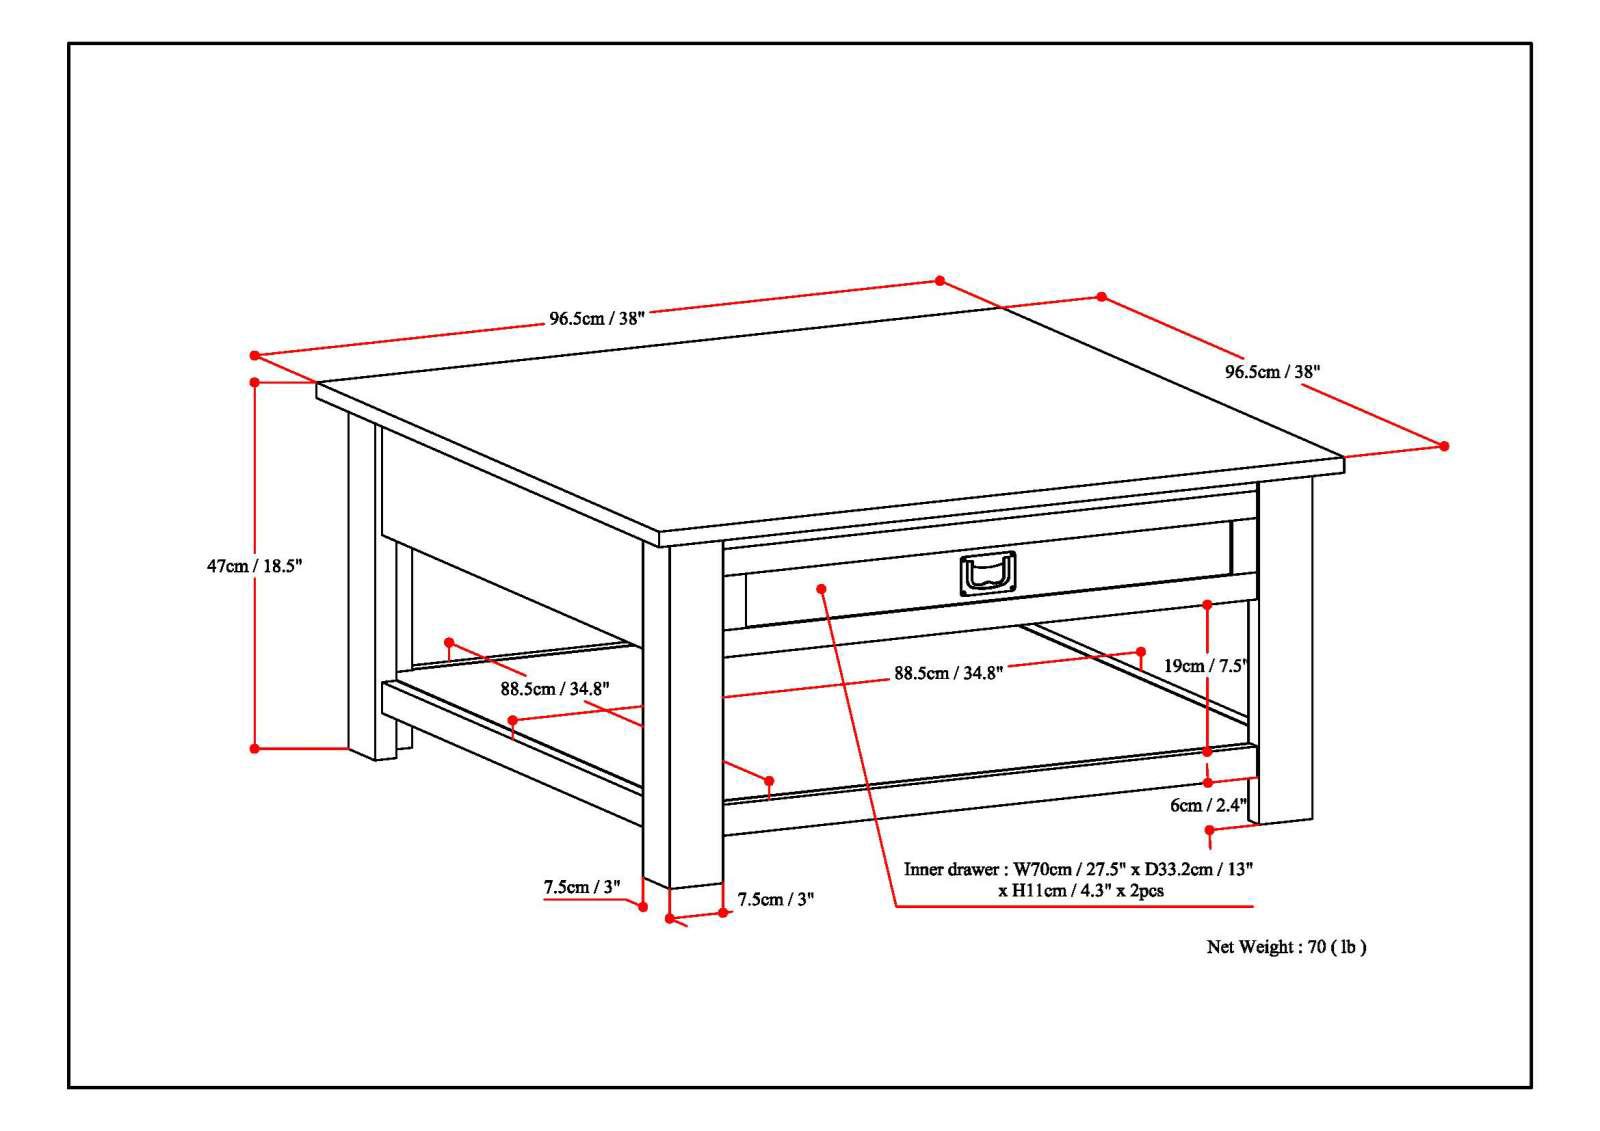 96.5cm / 38"
96.5cm / 38"
47cm / 18.5"
88.5cm / 34.8"
88.5cm / 34.8"
19cm / 7.5"
6cm / 2.4"
7.5cm / 3"
7.5cm / 3"
Inner drawer : W70cm / 27.5" x D33.2cm / 13"
x H11cm / 4.3" x 2pcs
Net Weight : 70 ( lb )